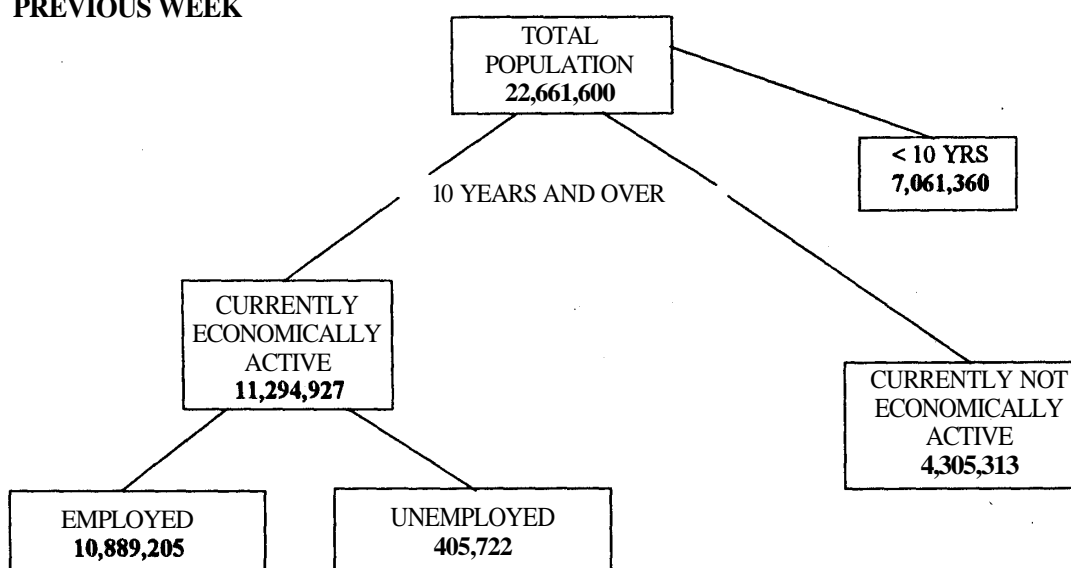 PREVIOUS WEEK
TOTAL
POPULATION
22,661,600
< 10 YRS
7,061,360
10 YEARS AND OVER
CURRENTLY
ECONOMICALLY
ACTIVE
11,294,927
CURRENTLY NOT
ECONOMICALLY
ACTIVE
4,305,313
EMPLOYED
10,889,205
UNEMPLOYED
405,722